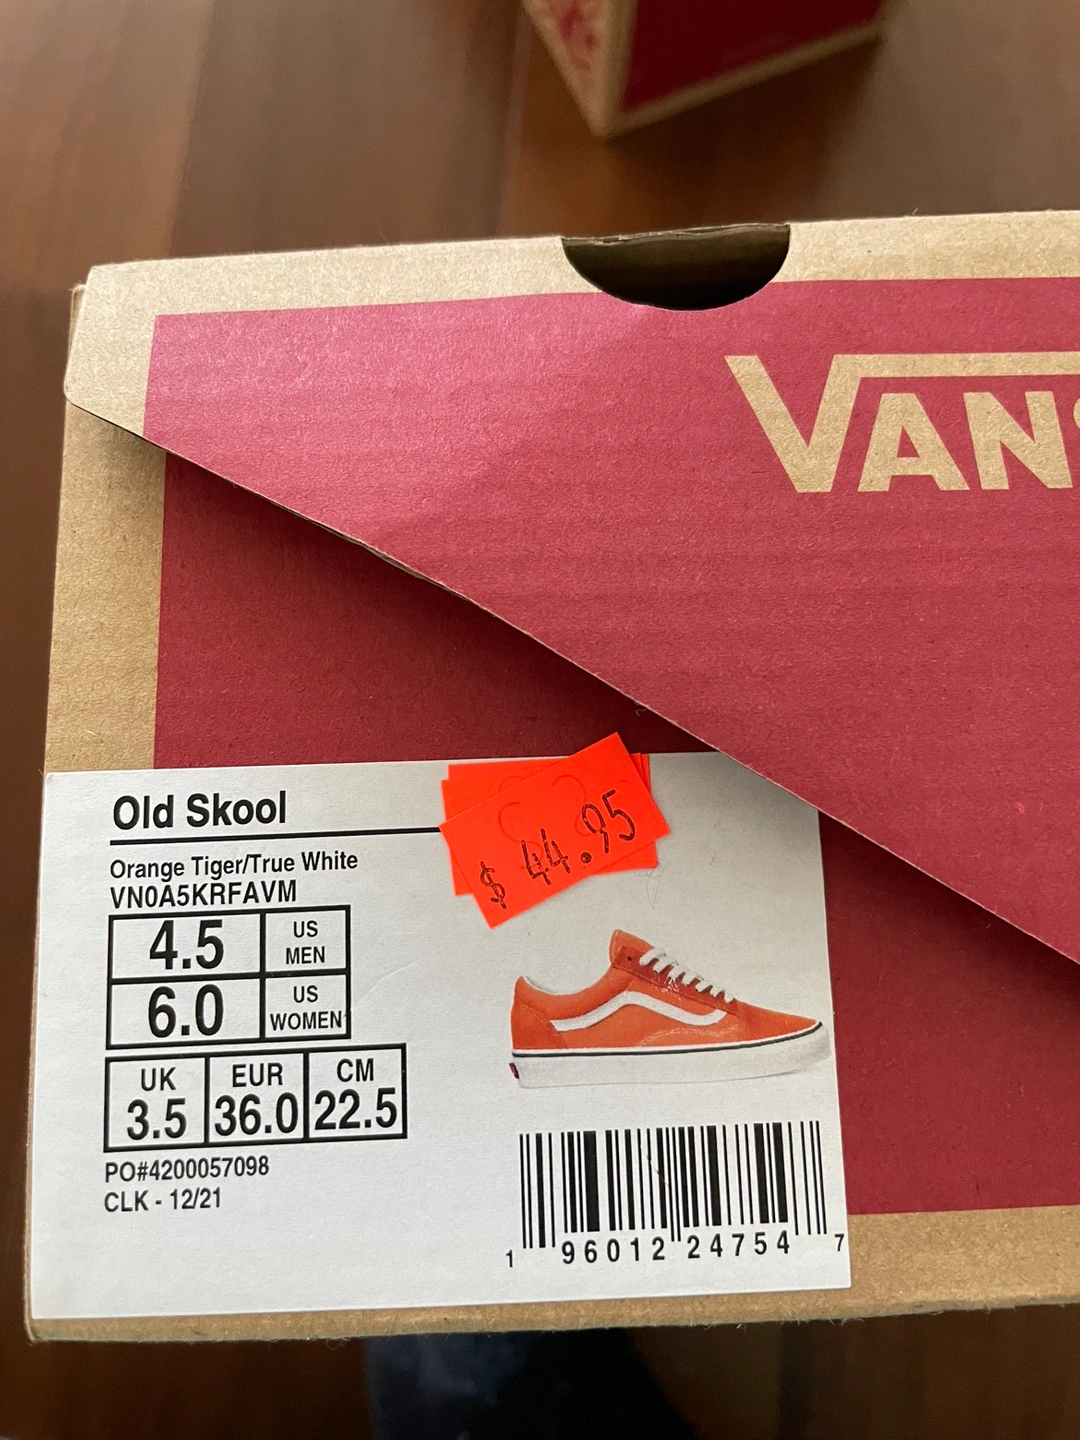 VANS
Old Skool
$ 44.95
Orange Tiger/True White
VN0A5KRFAVM
4.5 US MEN
6.0 US WOMEN
UK EUR CM
3.5 36.0 22.5
PO#4200057098
CLK - 12/21
1 96012 24754 7